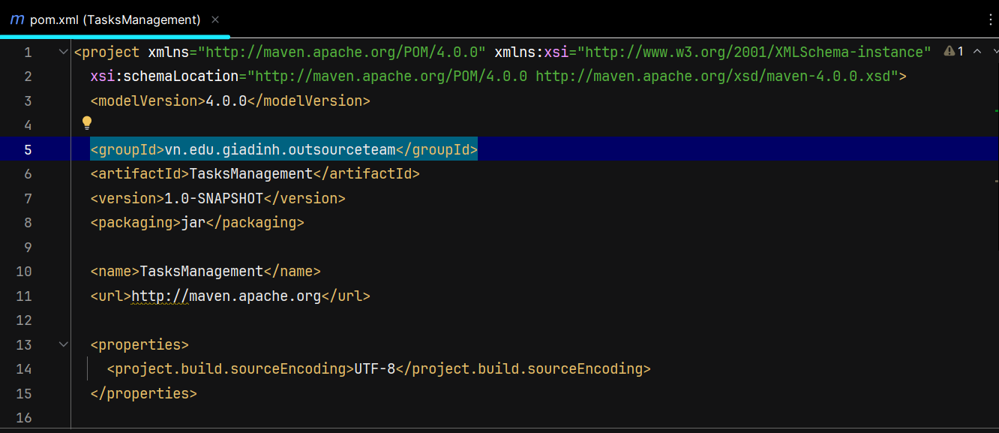 m pom.xml (TasksManagement) ×
1 <project xmlns="http://maven.apache.org/POM/4.0.0" xmlns:xsi="http://www.w3.org/2001/XMLSchema-instance" 1
2 xsi:schemaLocation="http://maven.apache.org/POM/4.0.0 http://maven.apache.org/xsd/maven-4.0.0.xsd">
3 <modelVersion>4.0.0</modelVersion>
4
5 <groupId>vn.edu.giadinh.outsourceteam</groupId>
6 <artifactId>TasksManagement</artifactId>
7 <version>1.0-SNAPSHOT</version>
8 <packaging>jar</packaging>
9
10 <name>TasksManagement</name>
11 <url>http://maven.apache.org</url>
12
13 <properties>
14 <project.build.sourceEncoding>UTF-8</project.build.sourceEncoding>
15 </properties>
16